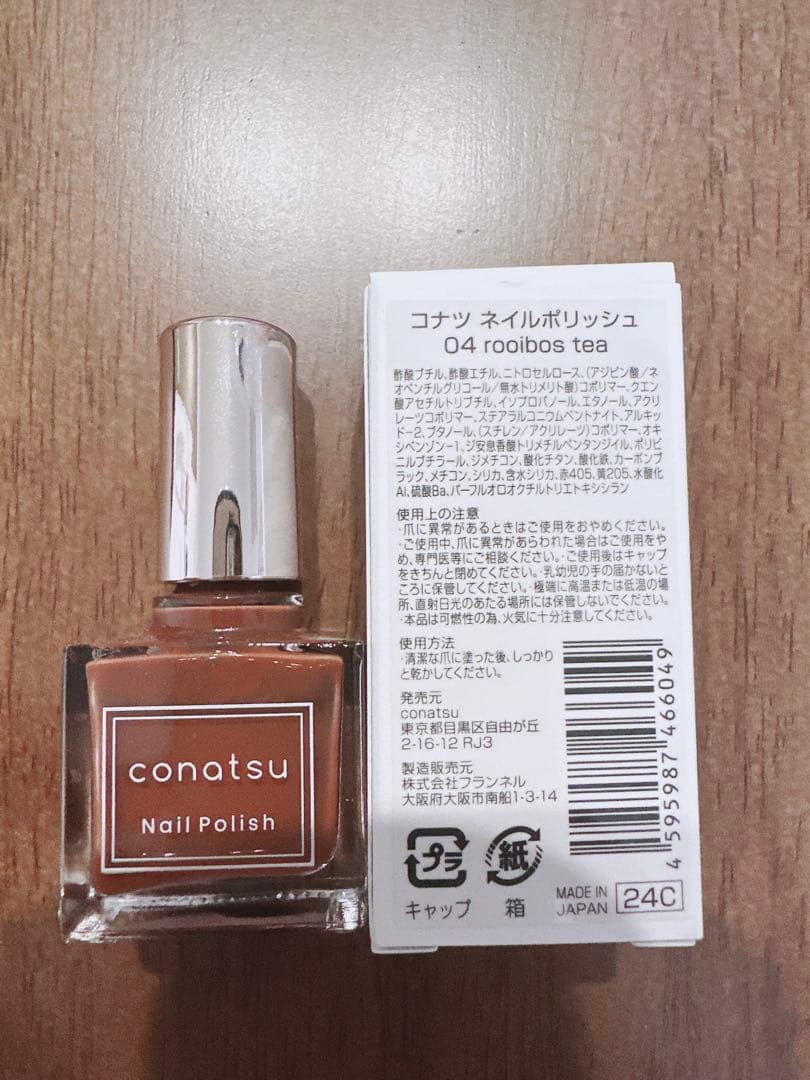 conatsu
Nail Polish
コナツ ネイルポリッシュ
04 rooibos tea
酢酸ブチル、酢酸エチル、ニトロセルロース、(アジピン酸/ネ
オペンチルグリコール/無水トリメリト酸)コポリマー、クエン
酸アセチルトリブチル、イソプロパノール、エタノール、アクリ
レーツコポリマー、ステアラルコニウムベントナイト、アルキッ
ド-2、ブタノール、(スチレン/アクリレーツ)コポリマー、オキ
シベンゾン-1、ジ安息香酸トリメチルペンタンジイル、ポリビ
ニルブチラール、ジメチコン、酸化チタン、酸化鉄、カーボンブ
ラック、メチコン、シリカ、含水シリカ、赤405、黄205、水酸化
Al、硫酸Ba、パーフルオロオクチルトリエトキシシラン
使用上の注意
・爪に異常があるときはご使用をおやめください。
・ご使用中、爪に異常があらわれた場合はご使用をや
め、専門医等にご相談ください。・ご使用後はキャップ
をきちんと閉めてください。・乳幼児の手の届かないと
ころに保管してください。・極端に高温または低温の場
所、直射日光のあたる場所には保管しないでください。
・本品は可燃性の為、火気に十分注意してください。
使用方法
・清潔な爪に塗った後、しっかり
と乾かしてください。
発売元
conatsu
東京都目黒区自由が丘
2-16-12 RJ3
製造販売元
株式会社フランネル
大阪府大阪市南船1-3-14
4 595987 466049
プラ
キャップ
紙
箱
MADE IN
JAPAN
24C